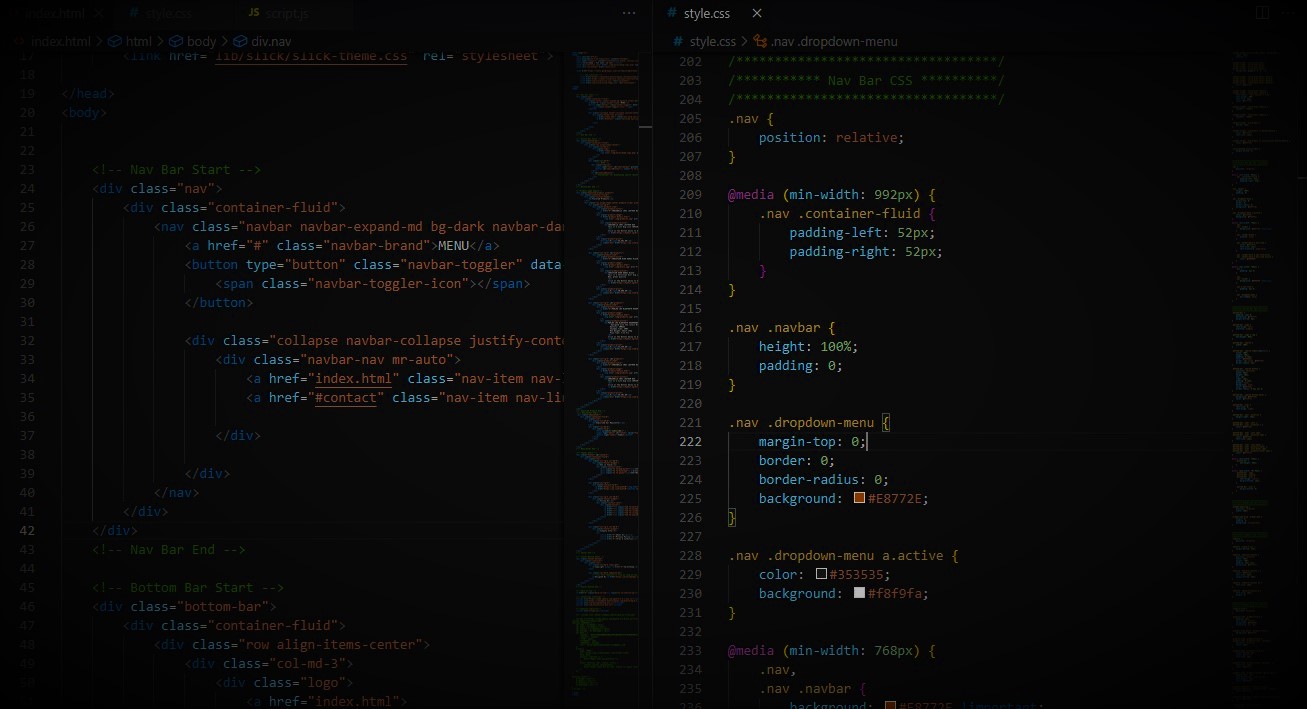 index.html
style.css
JS script.js
···
index.html > html > body > div.nav
17 <link href="lib/slick/slick-theme.css" rel="stylesheet">
18
19 </head>
20 <body>
21
22
23 <!-- Nav Bar Start -->
24 <div class="nav">
25 <div class="container-fluid">
26 <nav class="navbar navbar-expand-md bg-dark navbar-dar
27 <a href="#" class="navbar-brand">MENU</a>
28 <button type="button" class="navbar-toggler" data
29 <span class="navbar-toggler-icon"></span>
30 </button>
31
32 <div class="collapse navbar-collapse justify-conte
33 <div class="navbar-nav mr-auto">
34 <a href="index.html" class="nav-item nav-
35 <a href="#contact" class="nav-item nav-lin
36
37 </div>
38
39 </div>
40 </nav>
41 </div>
42 </div>
43 <!-- Nav Bar End -->
44
45 <!-- Bottom Bar Start -->
46 <div class="bottom-bar">
47 <div class="container-fluid">
48 <div class="row align-items-center">
49 <div class="col-md-3">
50 <div class="logo">
<a href="index.html">
# style.css ×
# style.css > .nav .dropdown-menu
202 /**********************************/
203 /*********** Nav Bar CSS **********/
204 /**********************************/
205 .nav {
206 position: relative;
207 }
208
209 @media (min-width: 992px) {
210 .nav .container-fluid {
211 padding-left: 52px;
212 padding-right: 52px;
213 }
214 }
215
216 .nav .navbar {
217 height: 100%;
218 padding: 0;
219 }
220
221 .nav .dropdown-menu {
222 margin-top: 0;
223 border: 0;
224 border-radius: 0;
225 background: #E8772E;
226 }
227
228 .nav .dropdown-menu a.active {
229 color: #353535;
230 background: #f8f9fa;
231 }
232
233 @media (min-width: 768px) {
234 .nav,
235 .nav .navbar {
236 background: #E8772E !important;